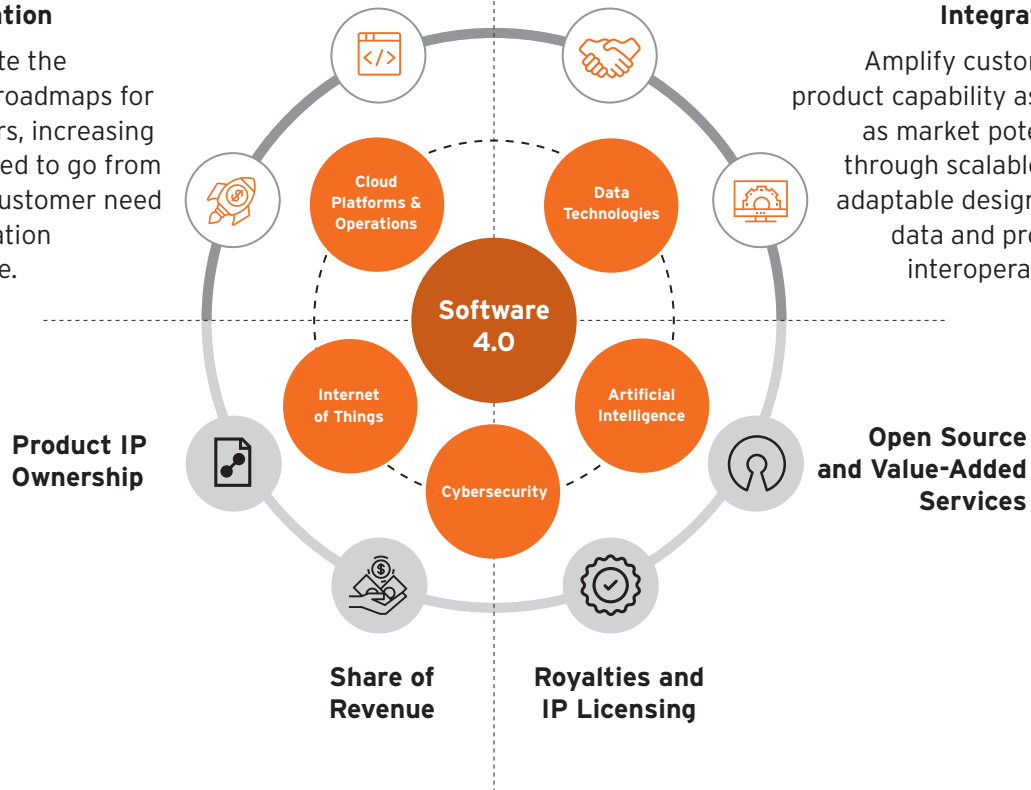 ation
te the
roadmaps for
rs, increasing
ed to go from
ustomer need
ation
e.
Integra
Amplify custo
product capability as
as market pote
through scalable
adaptable design
data and pro
interopera
</>
$
Cloud
Platforms &
Operations
Data
Technologies
Software
4.0
Internet
of Things
Artificial
Intelligence
Cybersecurity
Product IP
Ownership
Open Source
and Value-Added
Services
$
Share of
Revenue
Royalties and
IP Licensing